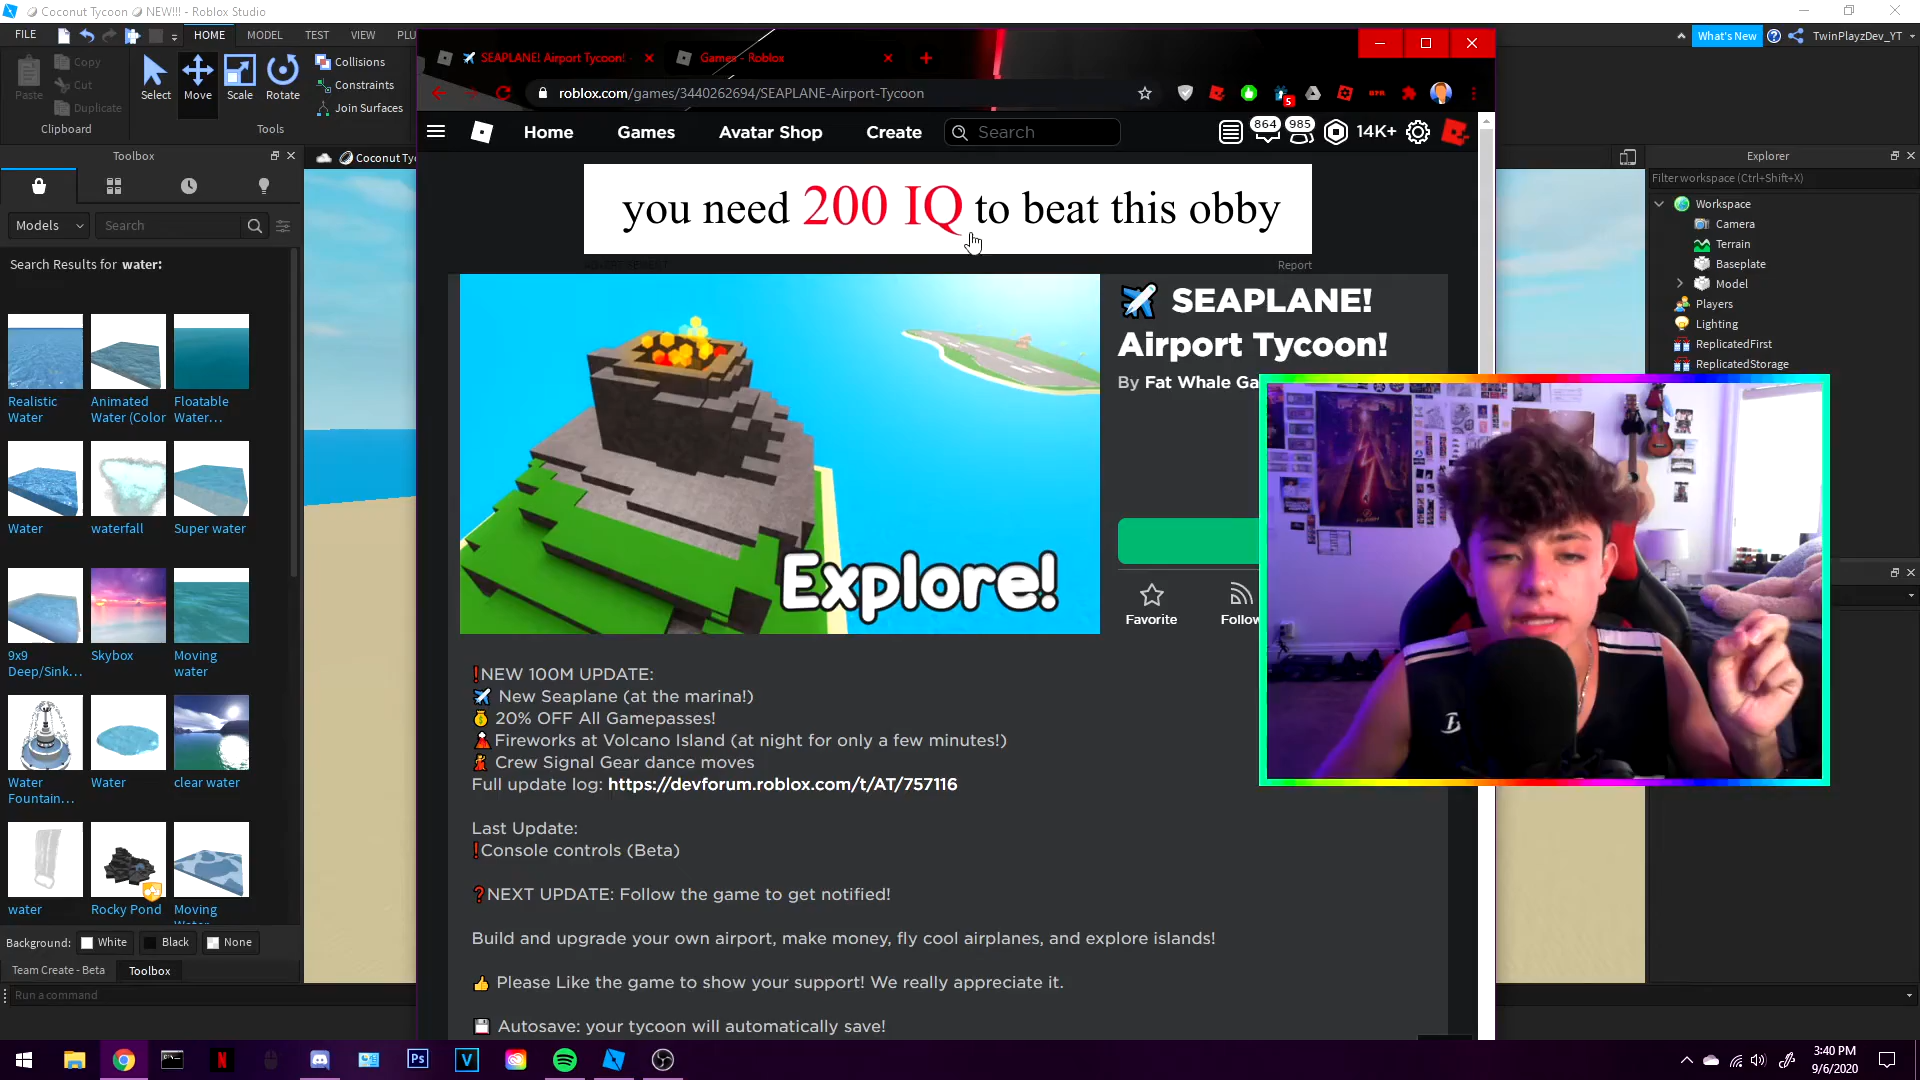 Coconut Tycoon NEW!!! - Roblox Studio
FILE
HOME
MODEL
TEST
VIEW
PLU
What's New
TwinPlayzDev_YT
Paste
Copy
Cut
Duplicate
Clipboard
Select
Move
Scale
Rotate
Tools
Collisions
Constraints
Join Surfaces
Toolbox
Models
Search
Search Results for water:
Realistic Water
Animated Water (Color
Floatable Water...
Water
waterfall
Super water
9x9 Deep/Sink...
Skybox
Moving water
Water Fountain...
Water
clear water
water
Rocky Pond
Moving
Background:
White
Black
None
Team Create - Beta
Toolbox
Run a command
Coconut Tyc
SEAPLANE! Airport Tycoon!
Games - Roblox
roblox.com/games/3440262694/SEAPLANE-Airport-Tycoon
5
Home
Games
Avatar Shop
Create
Search
864
985
14K+
you need 200 IQ to beat this obby
ADVERTISEMENT
Report
SEAPLANE!
Airport Tycoon!
By Fat Whale Ga
Explore!
Favorite
Follow
NEW 100M UPDATE:
New Seaplane (at the marina!)
20% OFF All Gamepasses!
Fireworks at Volcano Island (at night for only a few minutes!)
Crew Signal Gear dance moves
Full update log: https://devforum.roblox.com/t/AT/757116
Last Update:
Console controls (Beta)
NEXT UPDATE: Follow the game to get notified!
Build and upgrade your own airport, make money, fly cool airplanes, and explore islands!
Please Like the game to show your support! We really appreciate it.
Autosave: your tycoon will automatically save!
Explorer
Filter workspace (Ctrl+Shift+X)
Workspace
Camera
Terrain
Baseplate
Model
Players
Lighting
ReplicatedFirst
ReplicatedStorage
Ps
V
3:40 PM
9/6/2020